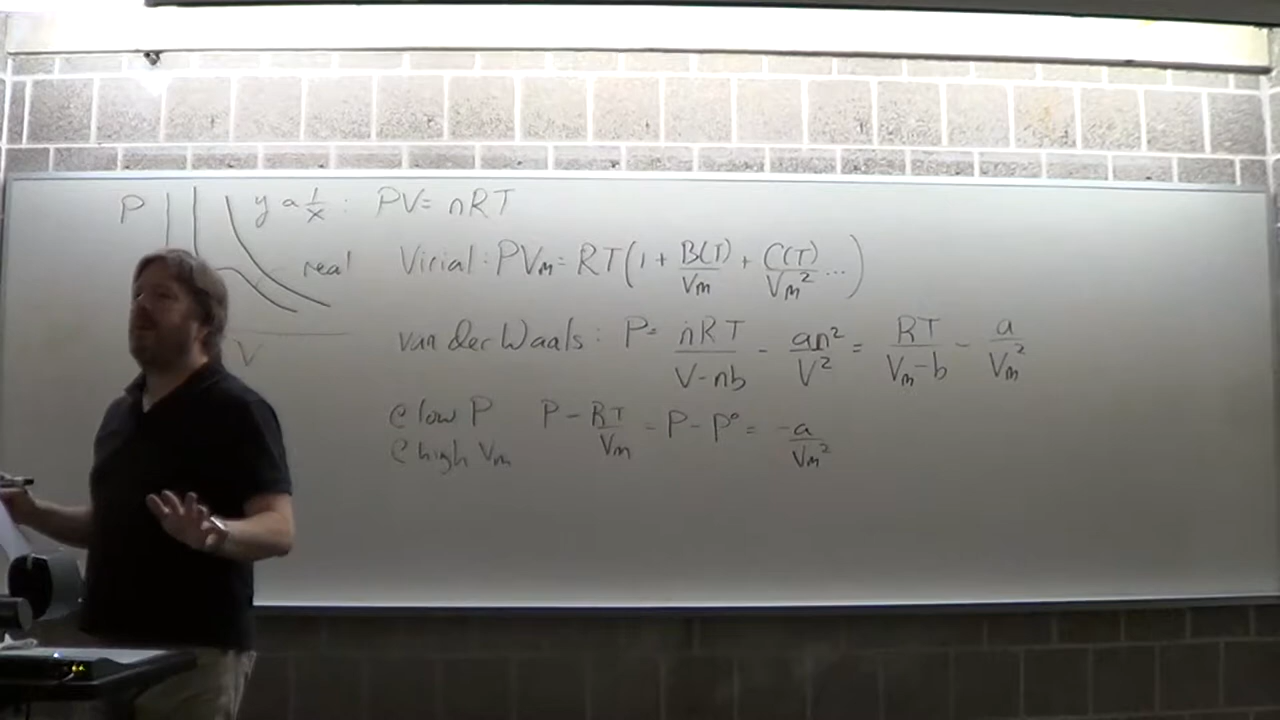 P y α 1/x : PV = nRT
real
V
Virial : PVm = RT(1 + B(T)/Vm + C(T)/Vm² ...)
van der Waals : P = nRT/(V-nb) - an²/V² = RT/(Vm-b) - a/Vm²
@ low P P - RT/Vm = P - P° = -a/Vm²
@ high Vm